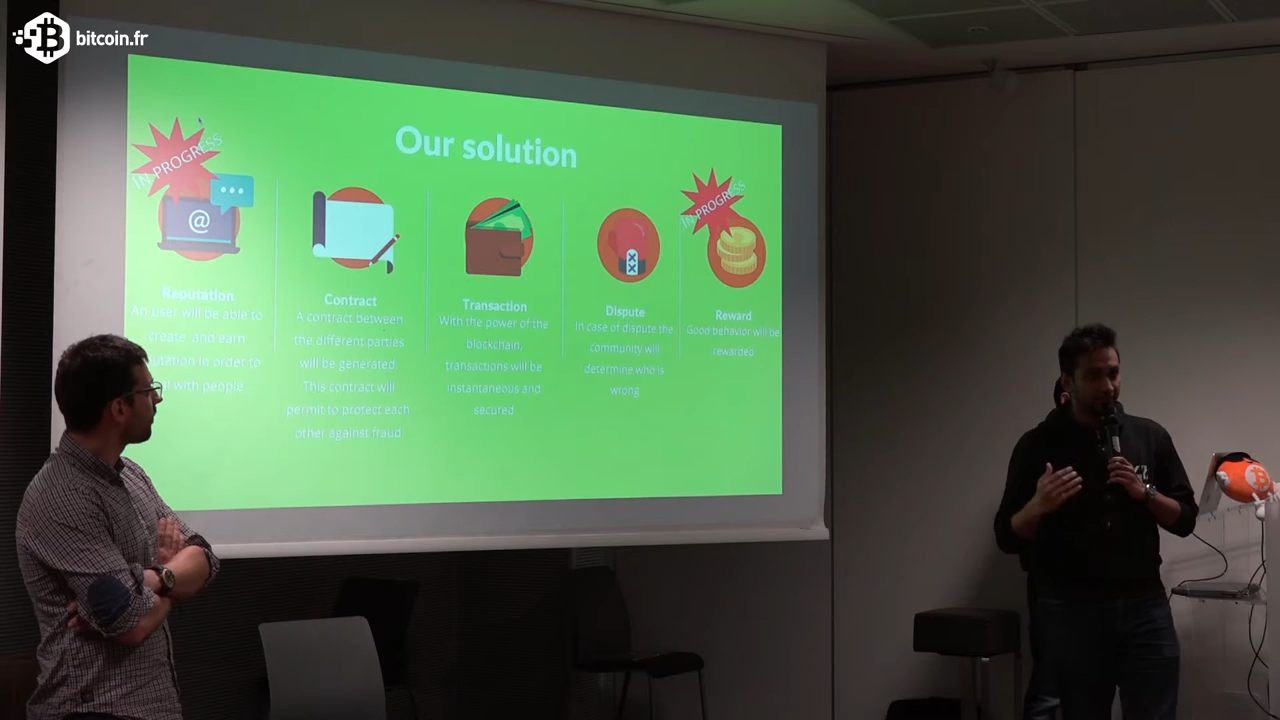 bitcoin.fr
Our solution
IN PROGRESS
IN PROGRESS
Reputation
An user will be able to
create and earn
in order to
with people
Contract
A contract between
the different parties
will be generated.
This contract will
permit to protect each
other against fraud
Transaction
With the power of the
blockchain,
transactions will be
instantaneous and
secured
Dispute
In case of dispute the
community will
determine who is
wrong
Reward
Good behavior will be
rewarded